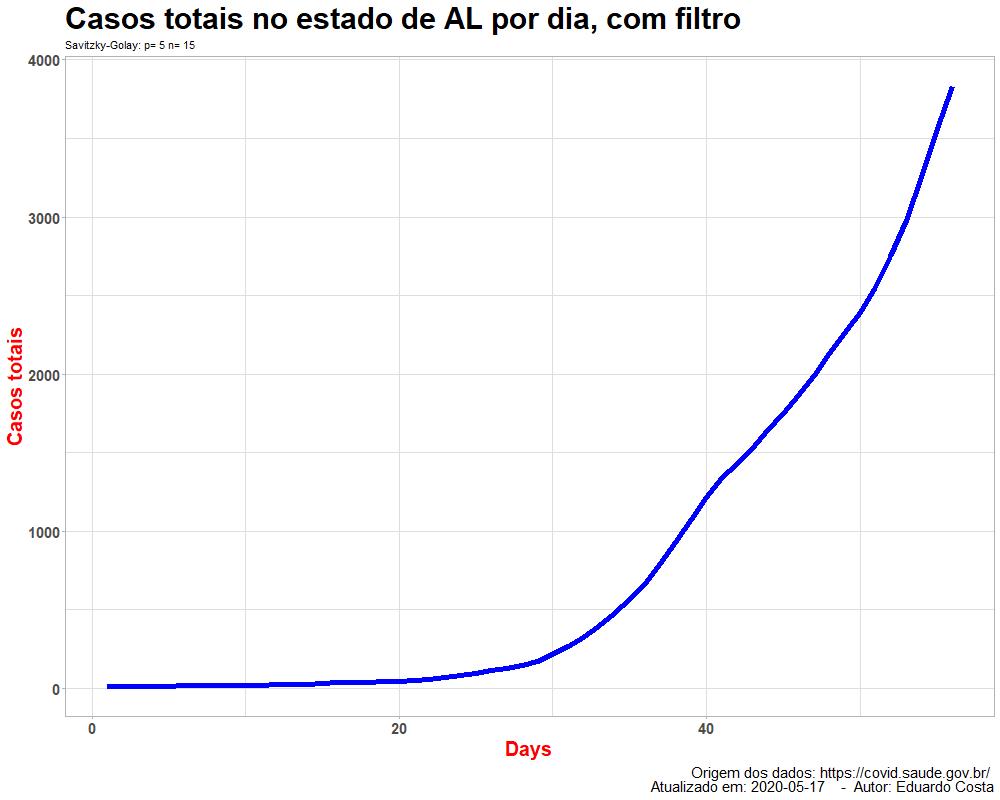 Casos totais no estado de AL por dia, com filtro
Savitzky-Golay: p= 5 n= 15
4000
3000
2000
1000
0
Casos totais
0 20 40
Days
Origem dos dados: https://covid.saude.gov.br/
Atualizado em: 2020-05-17 - Autor: Eduardo Costa